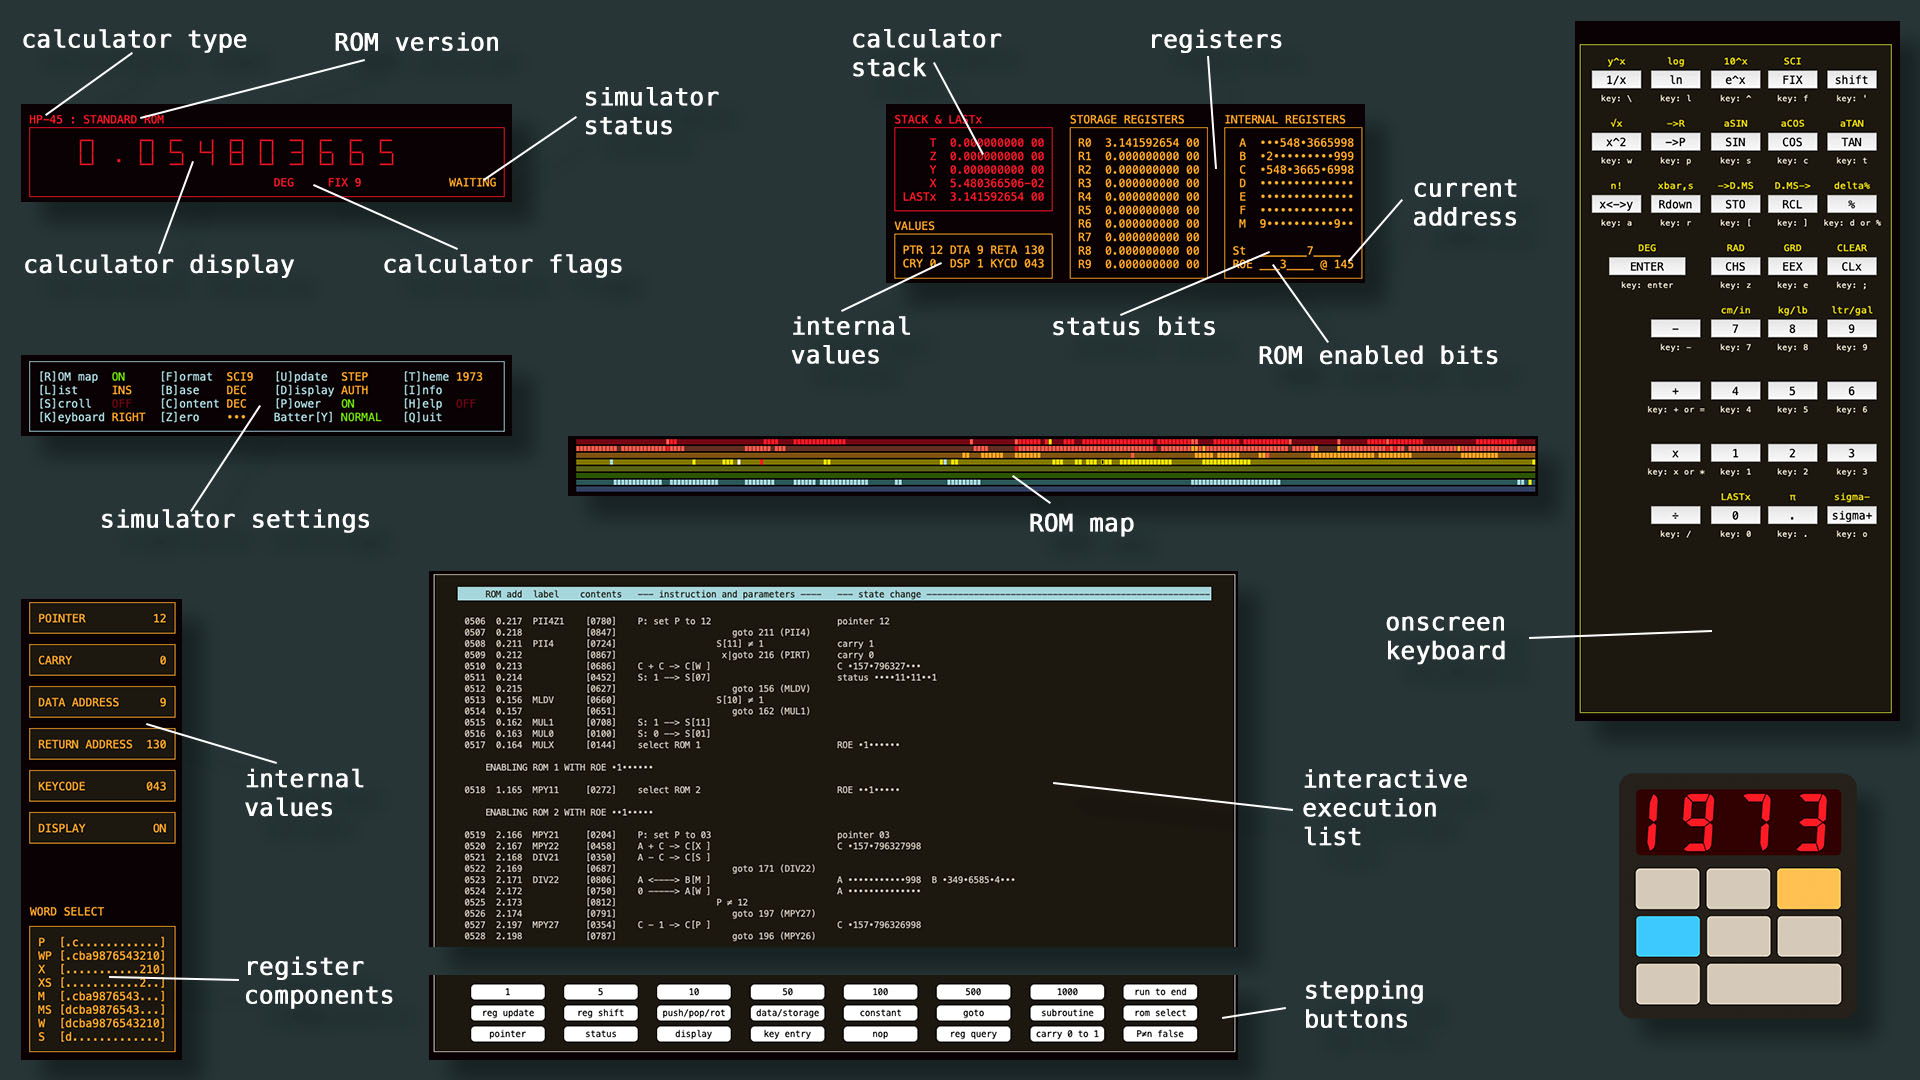 calculator type
ROM version
simulator
status
HP-45 : STANDARD ROM
0.054803665
DEG FIX 9
WAITING
calculator display
calculator flags
calculator
stack
registers
current
address
STACK & LASTx
T 0.000000000 00
Z 0.000000000 00
Y 0.000000000 00
X 5.480366506-02
LASTx 3.141592654 00
VALUES
PTR 12 DTA 9 RETA 130
CRY 0 DSP 1 KYCD 043
STORAGE REGISTERS
R0 3.141592654 00
R1 0.000000000 00
R2 0.000000000 00
R3 0.000000000 00
R4 0.000000000 00
R5 0.000000000 00
R6 0.000000000 00
R7 0.000000000 00
R8 0.000000000 00
R9 0.000000000 00
INTERNAL REGISTERS
A •••548•3665998
B •2•••••••••999
C •548•3665•6998
D ••••••••••••••
E ••••••••••••••
F ••••••••••••••
M 9••••••••••9••
St _______7____
ROE ___3____ @ 145
internal
values
status bits
ROM enabled bits
[R]OM map ON [F]ormat SCI9 [U]pdate STEP [T]heme 1973
[L]ist INS [B]ase DEC [D]isplay AUTH [I]nfo
[S]croll OFF [C]ontent DEC [P]ower ON [H]elp OFF
[K]eyboard RIGHT [Z]ero ••• Batter[Y] NORMAL [Q]uit
simulator settings
ROM map
y^x log 10^x SCI
1/x ln e^x FIX shift
key: \ key: l key: ^ key: f key: '
√x —>R aSIN aCOS aTAN
x^2 —>P SIN COS TAN
key: w key: p key: s key: c key: t
n! xbar,s —>D.MS D.MS—> delta%
x<—>y Rdown STO RCL %
key: a key: r key: [ key: ] key: d or %
DEG RAD GRD CLEAR
ENTER CHS EEX CLx
key: enter key: z key: e key: ;
cm/in kg/lb ltr/gal
− 7 8 9
key: − key: 7 key: 8 key: 9
+ 4 5 6
key: + or = key: 4 key: 5 key: 6
x 1 2 3
key: x or * key: 1 key: 2 key: 3
LASTx π sigma−
÷ 0 . sigma+
key: / key: 0 key: . key: o
onscreen
keyboard
POINTER 12
CARRY 0
DATA ADDRESS 9
RETURN ADDRESS 130
KEYCODE 043
DISPLAY ON
internal
values
WORD SELECT
P [.c............]
WP [.cba9876543210]
X [...........210]
XS [...........2..]
M [.cba9876543...]
MS [dcba9876543...]
W [dcba9876543210]
S [d.............]
register
components
ROM add label contents ——— instruction and parameters ———— ——— state change ———
0506 0.217 PII4Z1 [0780] P: set P to 12 pointer 12
0507 0.218 [0847] goto 211 (PII4)
0508 0.211 PII4 [0724] S[11] ≠ 1 carry 1
0509 0.212 [0867] x|goto 216 (PIRT) carry 0
0510 0.213 [0686] C + C —> C[W ] C •157•796327•••
0511 0.214 [0452] S: 1 ——> S[07] status ••••11•11••1
0512 0.215 [0627] goto 156 (MLDV)
0513 0.156 MLDV [0660] S[10] ≠ 1
0514 0.157 [0651] goto 162 (MUL1)
0515 0.162 MUL1 [0708] S: 1 ——> S[11]
0516 0.163 MUL0 [0100] S: 0 ——> S[01]
0517 0.164 MULX [0144] select ROM 1 ROE •1••••••
ENABLING ROM 1 WITH ROE •1••••••
0518 1.165 MPY11 [0272] select ROM 2 ROE ••1•••••
ENABLING ROM 2 WITH ROE ••1•••••
0519 2.166 MPY21 [0204] P: set P to 03 pointer 03
0520 2.167 MPY22 [0458] A + C —> C[X ] C •157•796327998
0521 2.168 DIV21 [0350] A − C —> C[S ]
0522 2.169 [0687] goto 171 (DIV22)
0523 2.171 DIV22 [0806] A <————> B[M ] A •••••••••••998 B •349•6585•4•••
0524 2.172 [0750] 0 —————> A[W ] A ••••••••••••••
0525 2.173 [0812] P ≠ 12
0526 2.174 [0791] goto 197 (MPY27)
0527 2.197 MPY27 [0354] C − 1 —> C[P ] C •157•796326998
0528 2.198 [0787] goto 196 (MPY26)
interactive
execution
list
1 5 10 50 100 500 1000 run to end
reg update reg shift push/pop/rot data/storage constant goto subroutine rom select
pointer status display key entry nop reg query carry 0 to 1 P≠n false
stepping
buttons
1973